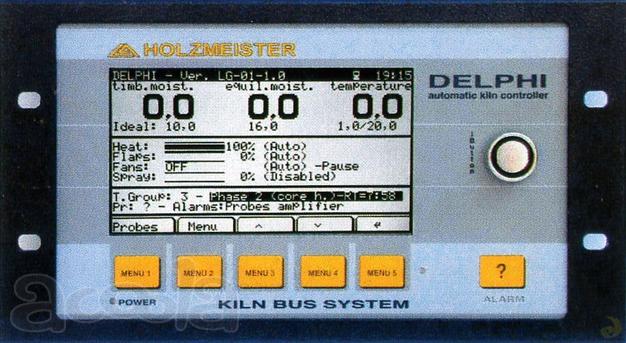 HOLZMEISTER
DELPHI - Ver. LG-01-1.0 19:15
timb.moist. equil.moist. temperature
0,0 0,0 0,0
Ideal: 10,0 16,0 1,0/20,0
Heat: 100% (Auto)
Flaps: 0% (Auto)
Fans: OFF (Auto) -Pause
Spray: 0% (Disabled)
T.Group: 3 - Phase 2 (core h.)-RT=7:58
Pr: ? - Alarms:Probes amplifier
Probes Menu
DELPHI
automatic kiln controller
iButton
MENU 1 MENU 2 MENU 3 MENU 4 MENU 5 ?
POWER KILN BUS SYSTEM ALARM
acoola